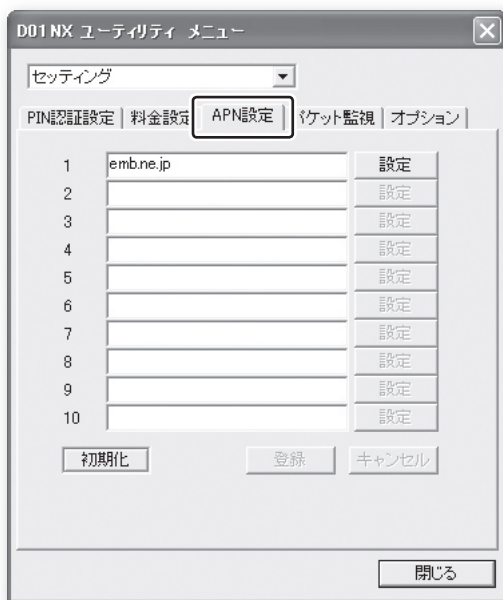 D01NX ユーティリティ メニュー
セッティング
PIN認証設定 料金設定 APN設定 パケット監視 オプション
1 emb.ne.jp 設定
2 設定
3 設定
4 設定
5 設定
6 設定
7 設定
8 設定
9 設定
10 設定
初期化 登録 キャンセル
閉じる